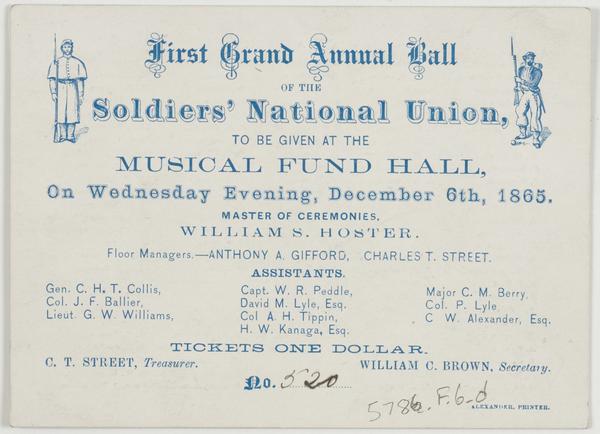 First Grand Annual Ball
OF THE
Soldiers' National Union,
TO BE GIVEN AT THE
MUSICAL FUND HALL,
On Wednesday Evening, December 6th, 1865.
MASTER OF CEREMONIES,
WILLIAM S. HOSTER.
Floor Managers.—ANTHONY A. GIFFORD, CHARLES T. STREET.
ASSISTANTS.
Gen. C. H. T. Collis, Capt. W. R. Peddle, Major C. M. Berry,
Col. J. F. Ballier, David M. Lyle, Esq. Col. P. Lyle
Lieut. G. W. Williams, Col A. H. Tippin, C W. Alexander, Esq.
H. W. Kanaga, Esq.
TICKETS ONE DOLLAR.
C. T. STREET, Treasurer. WILLIAM C. BROWN, Secretary.
No. 520
5786. F. 6-d
ALEXANDER, PRINTER.